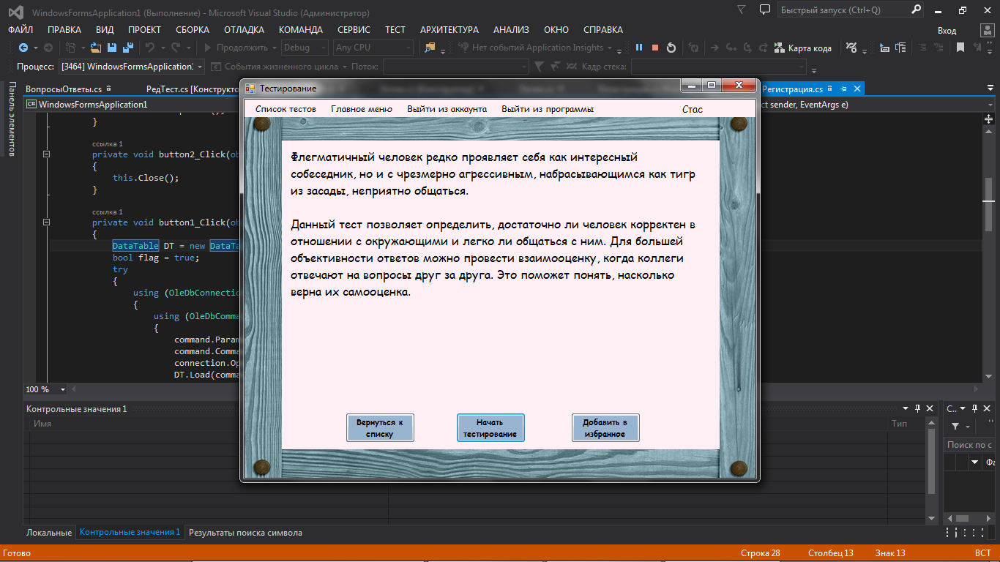 WindowsFormsApplication1 (Выполнение) - Microsoft Visual Studio (Администратор)
Быстрый запуск (Ctrl+Q)
ФАЙЛ ПРАВКА ВИД ПРОЕКТ СБОРКА ОТЛАДКА КОМАНДА СЕРВИС ТЕСТ АРХИТЕКТУРА АНАЛИЗ ОКНО СПРАВКА
Вход
Продолжить Debug Any CPU Нет событий Application Insights Карта кода
Процесс: [3464] WindowsFormsApplication События жизненного цикла Поток: Кадр стека:
Панель элементов
ВопросыОтветы.cs РедТест.cs [Конструкто Регистрация.cs
WindowsFormsApplication1 ct sender, EventArgs e)
}
ссылка 1
private void button2_Click(ob
{
this.Close();
}
ссылка 1
private void button1_Click(ob
{
DataTable DT = new DataTa
bool flag = true;
try
{
using (OleDbConnectio
{
using (OleDbComma
{
command.Param
command.Comma
connection.Op
DT.Load(comma
100 %
Тестирование
Список тестов Главное меню Выйти из аккаунта Выйти из программы Стас
Флегматичный человек редко проявляет себя как интересный
собеседник, но и с чрезмерно агрессивным, набрасывающимся как тигр
из засады, неприятно общаться.
Данный тест позволяет определить, достаточно ли человек корректен в
отношении с окружающими и легко ли общаться с ним. Для большей
объективности ответов можно провести взаимооценку, когда коллеги
отвечают на вопросы друг за друга. Это поможет понять, насколько
верна их самооценка.
Вернуться к
списку
Начать
тестирование
Добавить в
избранное
Контрольные значения 1
Имя Тип
С...
Поиск по с
Фа
Локальные Контрольные значения 1 Результаты поиска символа
Готово Строка 28 Столбец 13 Знак 13 ВСТ